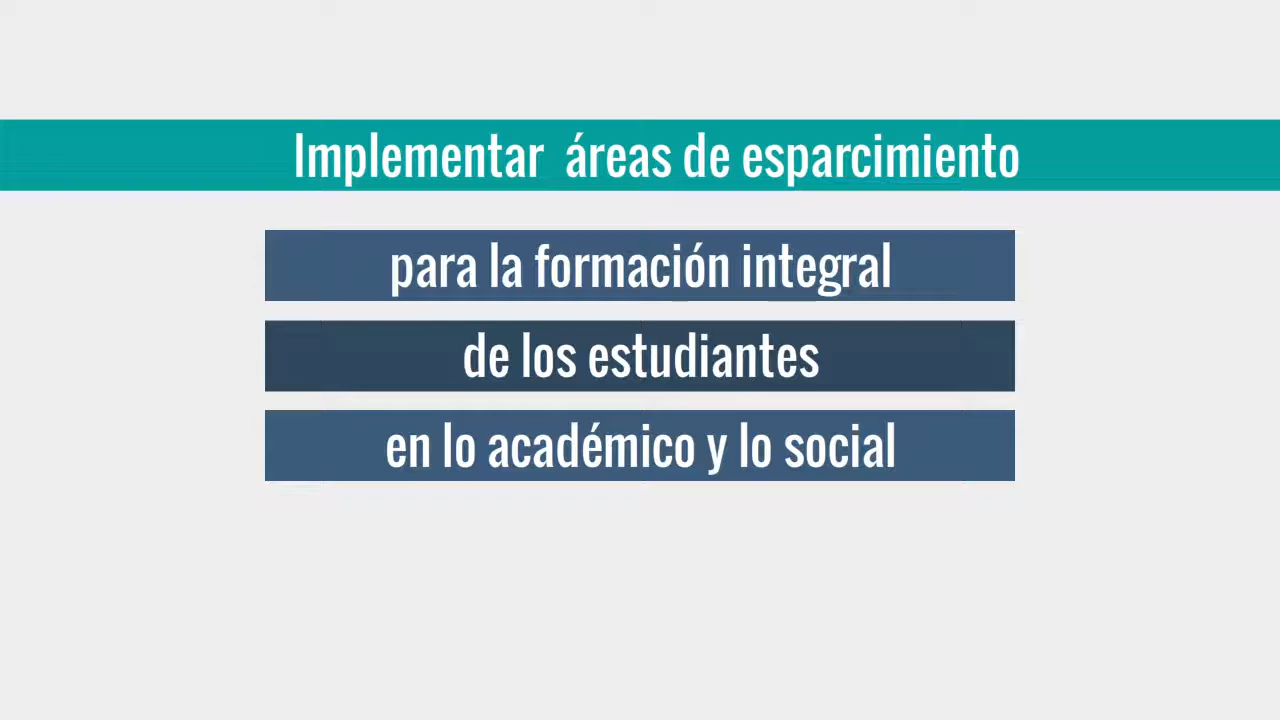 Implementar áreas de esparcimiento
para la formación integral
de los estudiantes
en lo académico y lo social